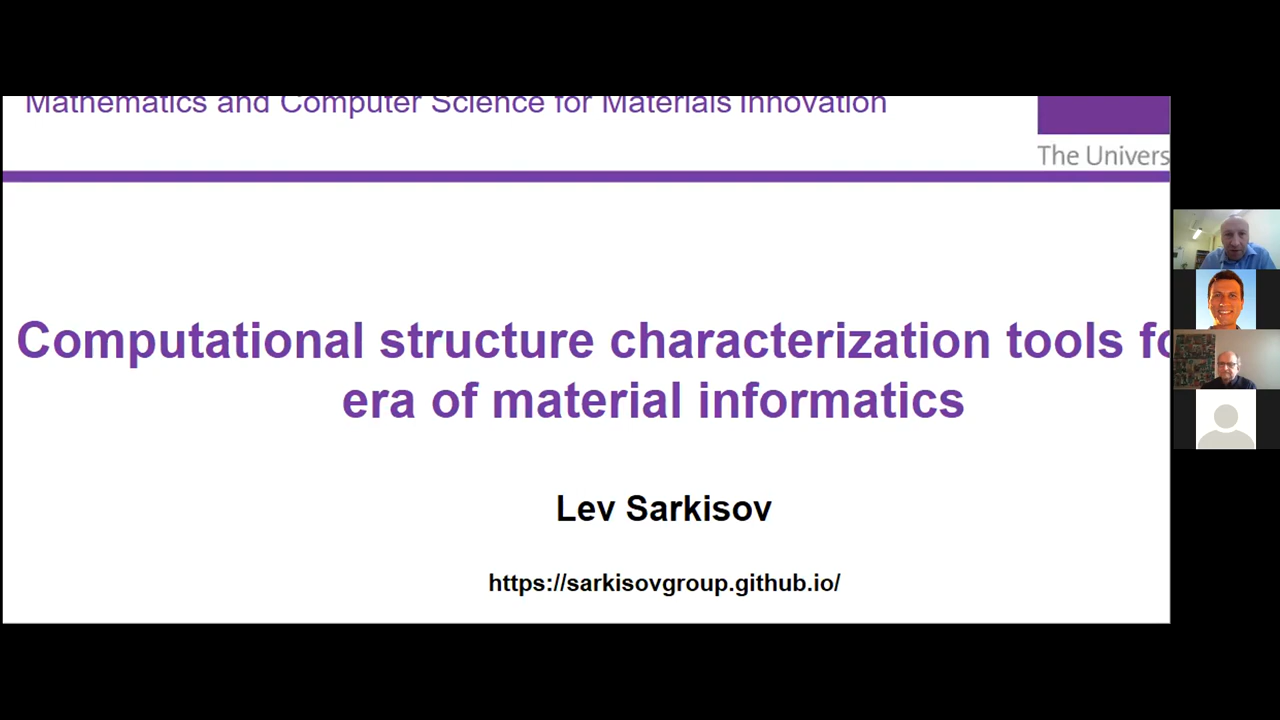 Mathematics and Computer Science for Materials Innovation
The Univers
Computational structure characterization tools fo
era of material informatics
Lev Sarkisov
https://sarkisovgroup.github.io/